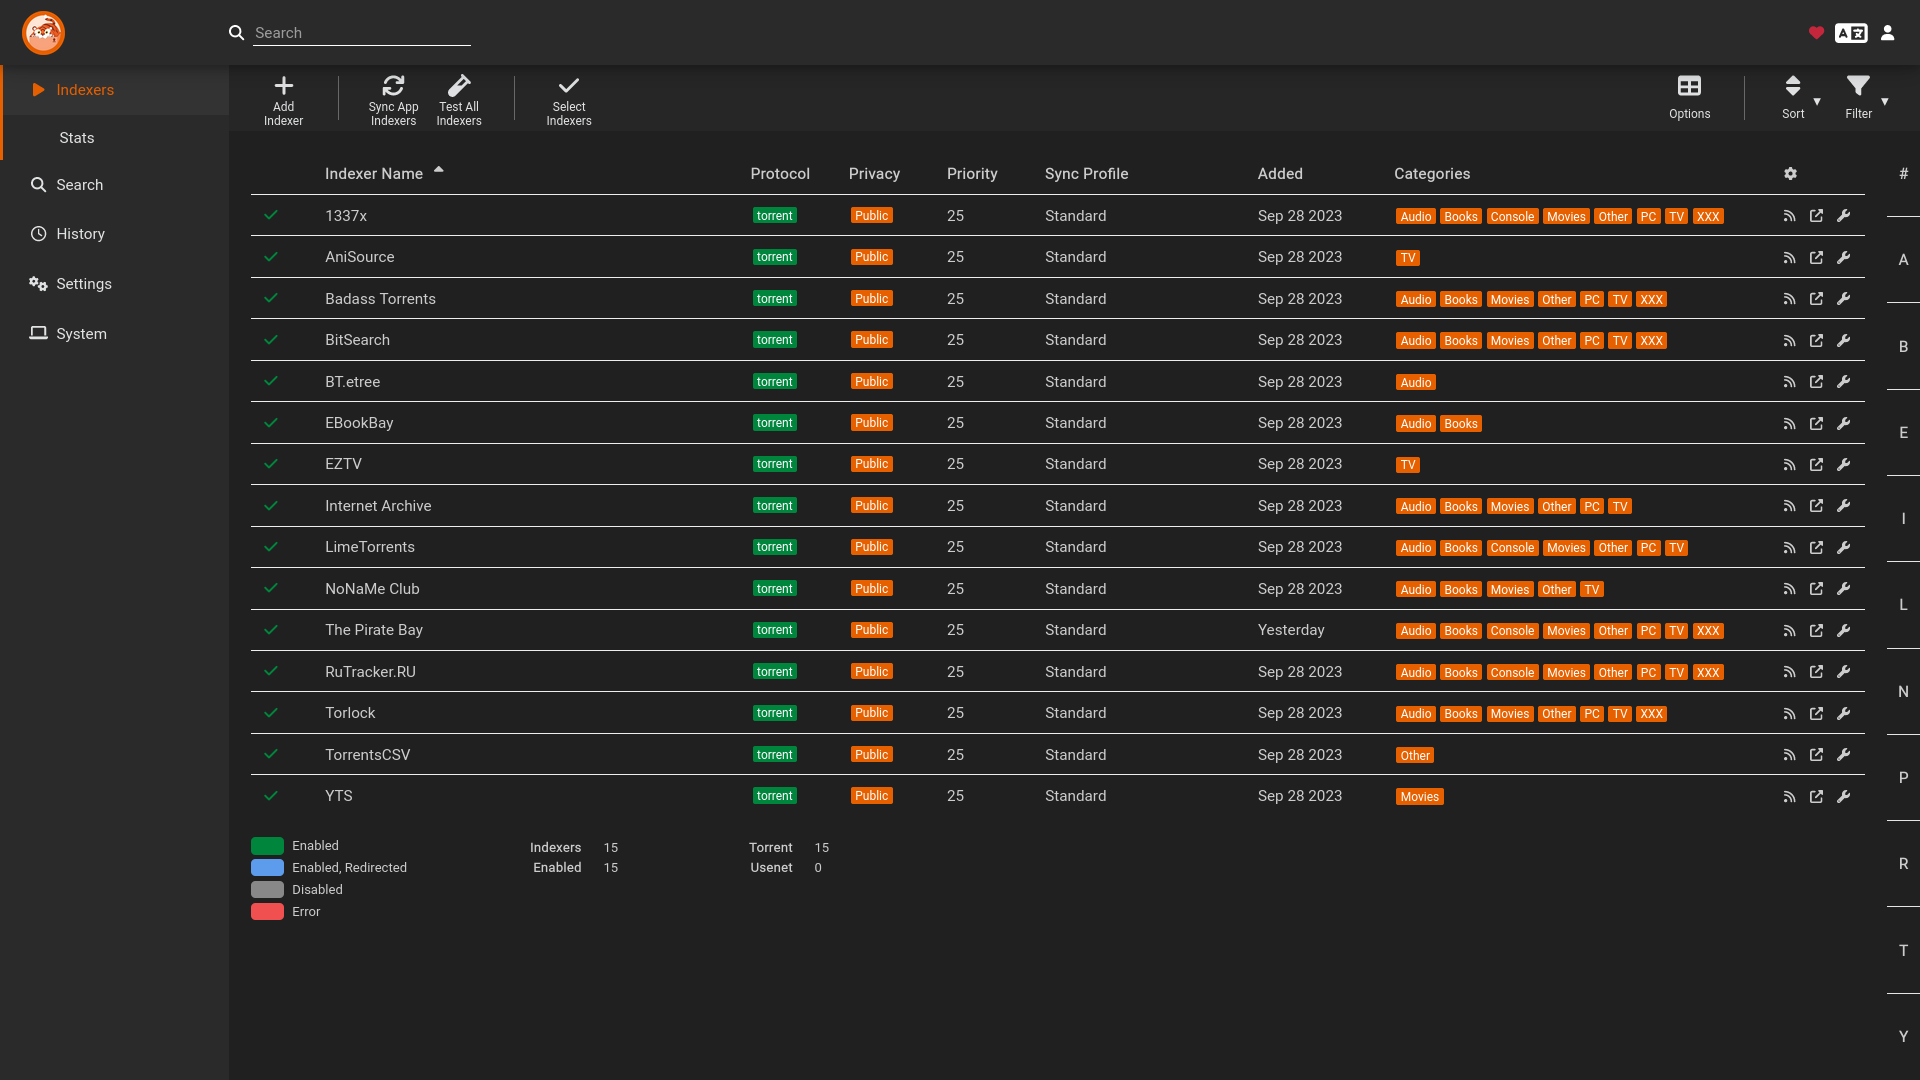 Search
Indexers
Stats
Search
History
Settings
System
Add Indexer
Sync App Indexers
Test All Indexers
Select Indexers
Options
Sort
Filter
Indexer Name Protocol Privacy Priority Sync Profile Added Categories
1337x torrent Public 25 Standard Sep 28 2023 Audio Books Console Movies Other PC TV XXX
AniSource torrent Public 25 Standard Sep 28 2023 TV
Badass Torrents torrent Public 25 Standard Sep 28 2023 Audio Books Movies Other PC TV XXX
BitSearch torrent Public 25 Standard Sep 28 2023 Audio Books Movies Other PC TV XXX
BT.etree torrent Public 25 Standard Sep 28 2023 Audio
EBookBay torrent Public 25 Standard Sep 28 2023 Audio Books
EZTV torrent Public 25 Standard Sep 28 2023 TV
Internet Archive torrent Public 25 Standard Sep 28 2023 Audio Books Movies Other PC TV
LimeTorrents torrent Public 25 Standard Sep 28 2023 Audio Books Console Movies Other PC TV
NoNaMe Club torrent Public 25 Standard Sep 28 2023 Audio Books Movies Other TV
The Pirate Bay torrent Public 25 Standard Yesterday Audio Books Console Movies Other PC TV XXX
RuTracker.RU torrent Public 25 Standard Sep 28 2023 Audio Books Console Movies Other PC TV XXX
Torlock torrent Public 25 Standard Sep 28 2023 Audio Books Movies Other PC TV XXX
TorrentsCSV torrent Public 25 Standard Sep 28 2023 Other
YTS torrent Public 25 Standard Sep 28 2023 Movies
Enabled
Enabled, Redirected
Disabled
Error
Indexers 15
Enabled 15
Torrent 15
Usenet 0
#
A
B
E
I
L
N
P
R
T
Y